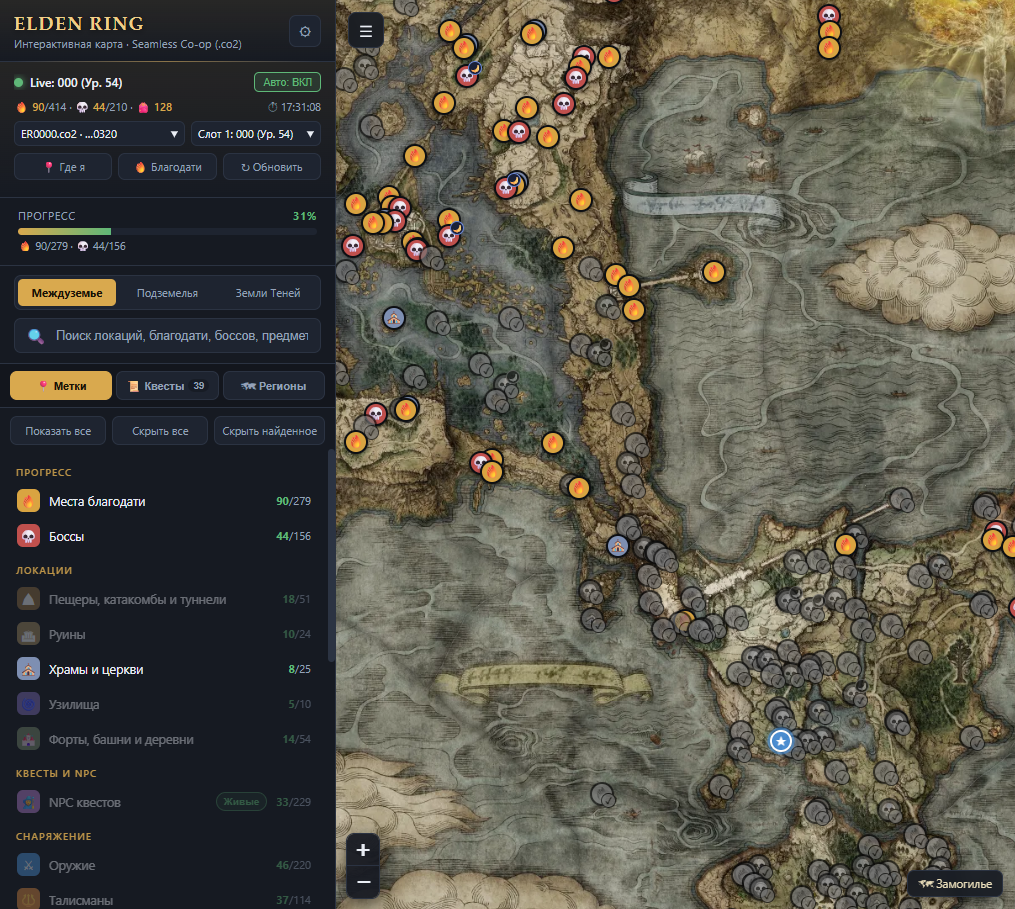 ELDEN RING
Интерактивная карта · Seamless Co-op (.co2)
Live: 000 (Ур. 54)
Авто: ВКЛ
90/414 · 44/210 · 128
17:31:08
ER0000.co2 · ...0320
Слот 1: 000 (Ур. 54)
Где я
Благодати
↻ Обновить
ПРОГРЕСС
31%
90/279 · 44/156
Междуземье
Подземелья
Земли Теней
Поиск локаций, благодати, боссов, предмет
Метки
Квесты 39
Регионы
Показать все
Скрыть все
Скрыть найденное
ПРОГРЕСС
Места благодати 90/279
Боссы 44/156
ЛОКАЦИИ
Пещеры, катакомбы и туннели 18/51
Руины 10/24
Храмы и церкви 8/25
Узилища 5/10
Форты, башни и деревни 14/54
КВЕСТЫ И NPC
NPC квестов Живые 33/229
СНАРЯЖЕНИЕ
Оружие 46/220
Талисманы 37/114
+
−
Замогилье